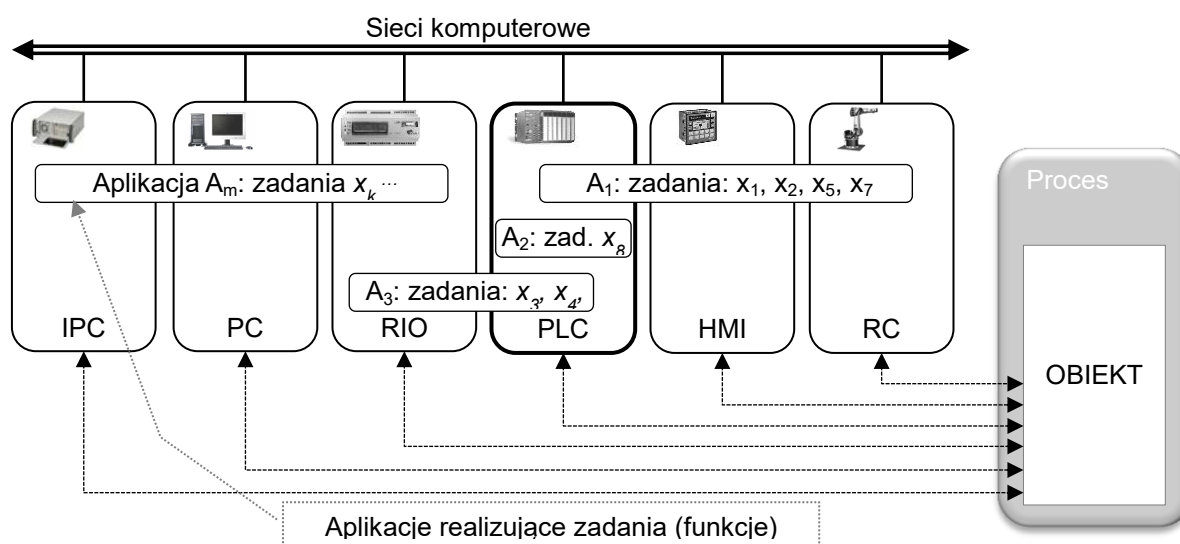 Sieci komputerowe
Aplikacja Am: zadania xk ...
A1: zadania: x1, x2, x5, x7
Proces
A2: zad. x8
A3: zadania: x3, x4,
IPC
PC
RIO
PLC
HMI
RC
OBIEKT
Aplikacje realizujące zadania (funkcje)